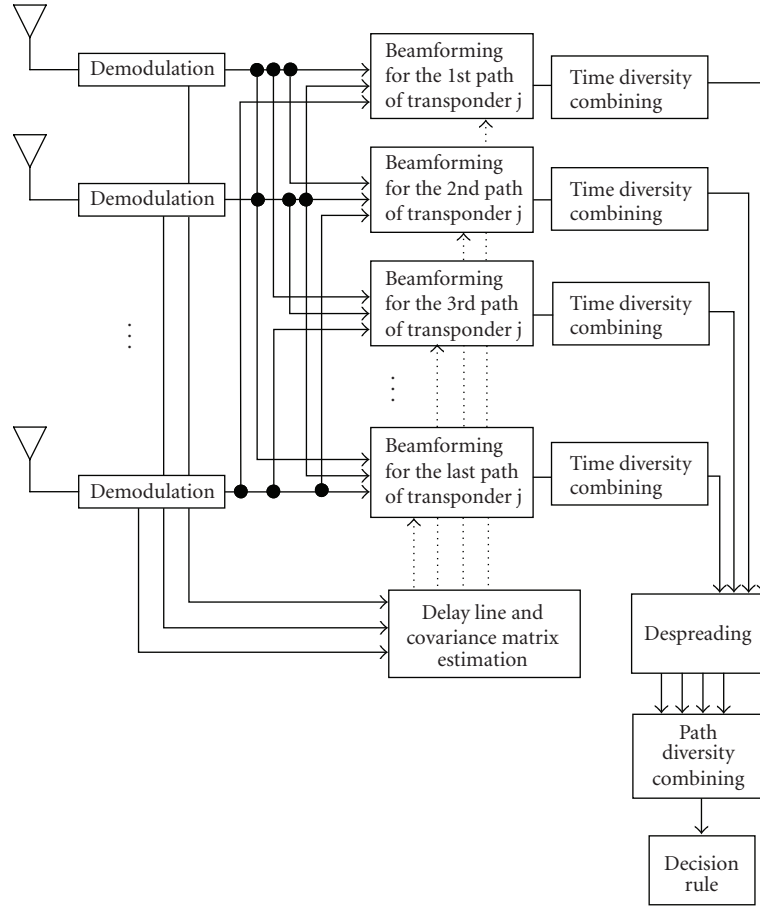 Demodulation
Beamforming
for the 1st path
of transponder j
Time diversity
combining
Demodulation
Beamforming
for the 2nd path
of transponder j
Time diversity
combining
Beamforming
for the 3rd path
of transponder j
Time diversity
combining
Demodulation
Beamforming
for the last path
of transponder j
Time diversity
combining
Delay line and
covariance matrix
estimation
Despreading
Path
diversity
combining
Decision
rule